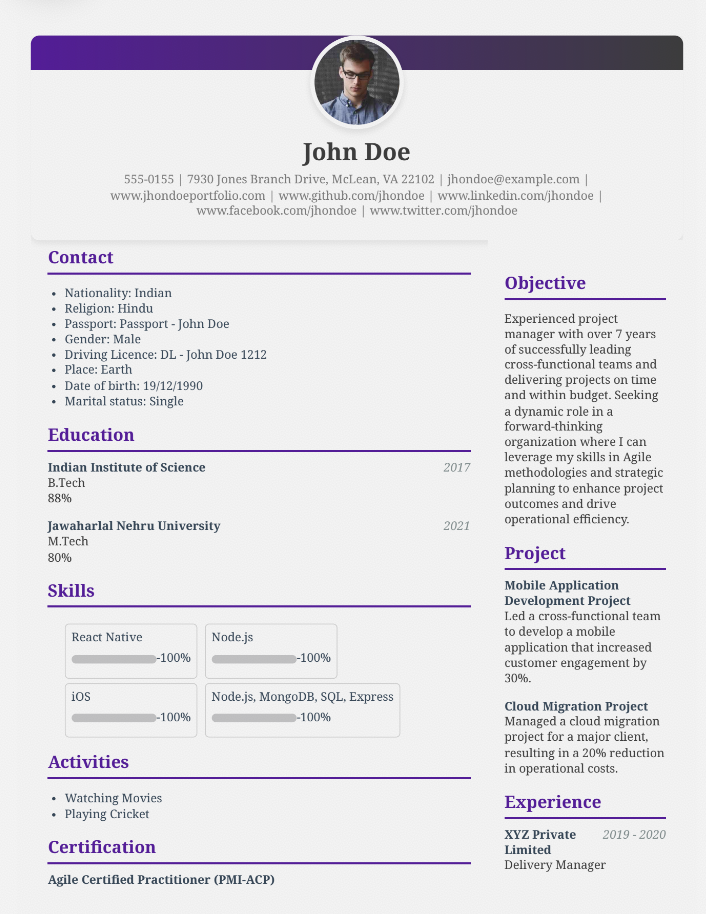 John Doe
555-0155 | 7930 Jones Branch Drive, McLean, VA 22102 | jhondoe@example.com |
www.jhondoeportfolio.com | www.github.com/jhondoe | www.linkedin.com/jhondoe |
www.facebook.com/jhondoe | www.twitter.com/jhondoe
Contact
• Nationality: Indian
• Religion: Hindu
• Passport: Passport - John Doe
• Gender: Male
• Driving Licence: DL - John Doe 1212
• Place: Earth
• Date of birth: 19/12/1990
• Marital status: Single
Education
Indian Institute of Science 2017
B.Tech
88%
Jawaharlal Nehru University 2021
M.Tech
80%
Skills
React Native
-100%
Node.js
-100%
iOS
-100%
Node.js, MongoDB, SQL, Express
-100%
Activities
• Watching Movies
• Playing Cricket
Certification
Agile Certified Practitioner (PMI-ACP)
Objective
Experienced project
manager with over 7 years
of successfully leading
cross-functional teams and
delivering projects on time
and within budget. Seeking
a dynamic role in a
forward-thinking
organization where I can
leverage my skills in Agile
methodologies and strategic
planning to enhance project
outcomes and drive
operational efficiency.
Project
Mobile Application
Development Project
Led a cross-functional team
to develop a mobile
application that increased
customer engagement by
30%.
Cloud Migration Project
Managed a cloud migration
project for a major client,
resulting in a 20% reduction
in operational costs.
Experience
XYZ Private 2019 - 2020
Limited
Delivery Manager